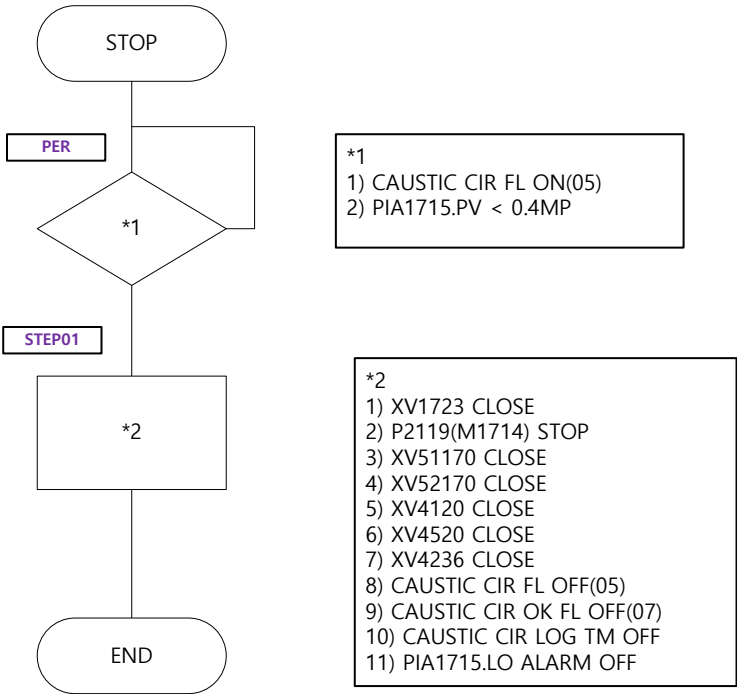 STOP
PER
*1
*1
1) CAUSTIC CIR FL ON(05)
2) PIA1715.PV < 0.4MP
STEP01
*2
*2
1) XV1723 CLOSE
2) P2119(M1714) STOP
3) XV51170 CLOSE
4) XV52170 CLOSE
5) XV4120 CLOSE
6) XV4520 CLOSE
7) XV4236 CLOSE
8) CAUSTIC CIR FL OFF(05)
9) CAUSTIC CIR OK FL OFF(07)
10) CAUSTIC CIR LOG TM OFF
11) PIA1715.LO ALARM OFF
END